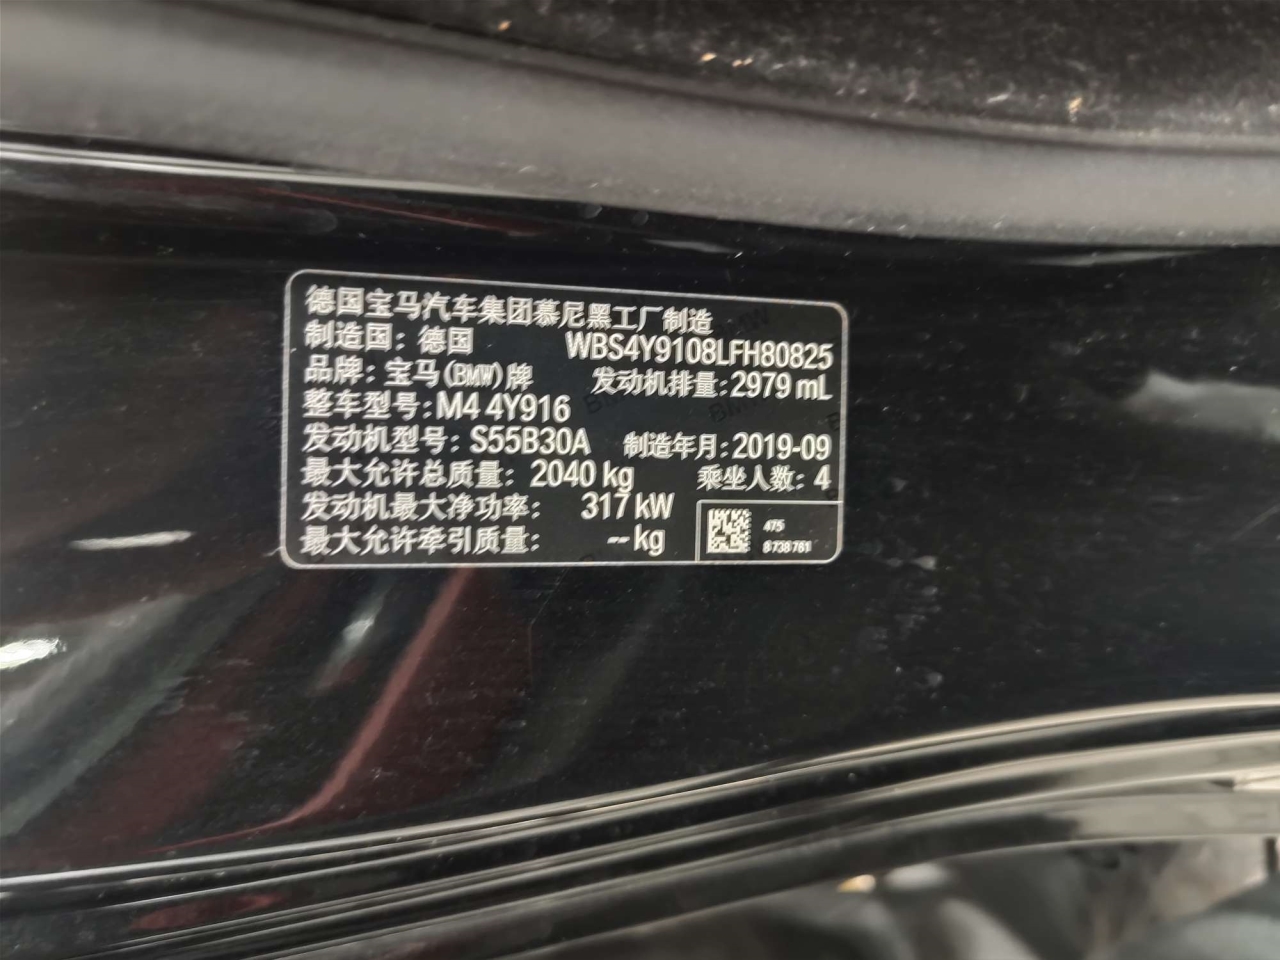 德国宝马汽车集团慕尼黑工厂制造
制造国：德国 WBS4Y9108LFH80825
品牌：宝马(BMW)牌 发动机排量：2979 mL
整车型号：M4 4Y916
发动机型号：S55B30A 制造年月：2019-09
最大允许总质量：2040 kg 乘坐人数：4
发动机最大净功率：317 kW
最大允许牵引质量：--kg
475
8 738 761